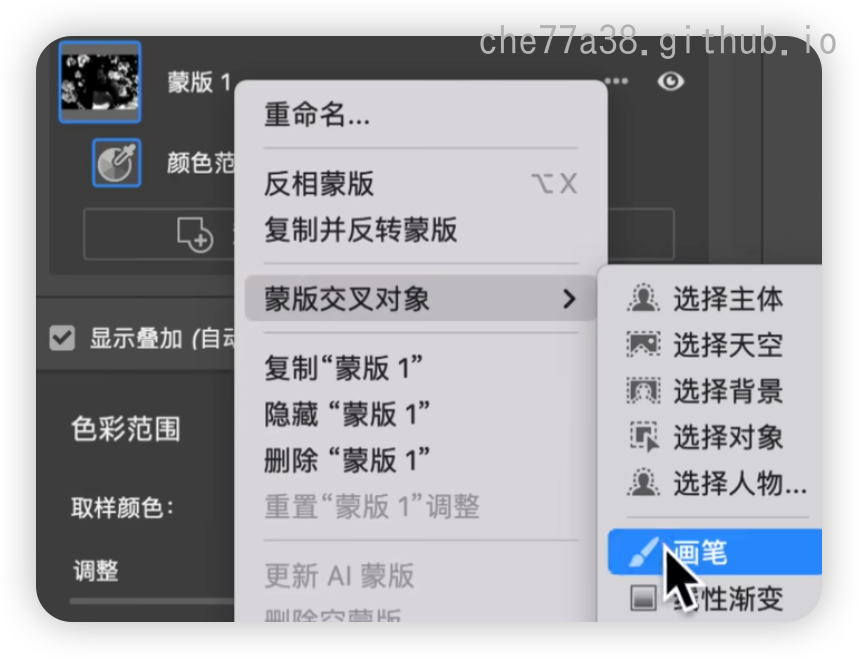 che77a38.github.io
蒙版 1
颜色范
重命名...
反相蒙版 ⌥X
复制并反转蒙版
蒙版交叉对象
选择主体
选择天空
选择背景
选择对象
选择人物...
画笔
性渐变
复制“蒙版 1”
隐藏 “蒙版 1”
删除 “蒙版 1”
重置“蒙版 1”调整
更新 AI 蒙版
删除空蒙版
显示叠加 (自动
色彩范围
取样颜色：
调整